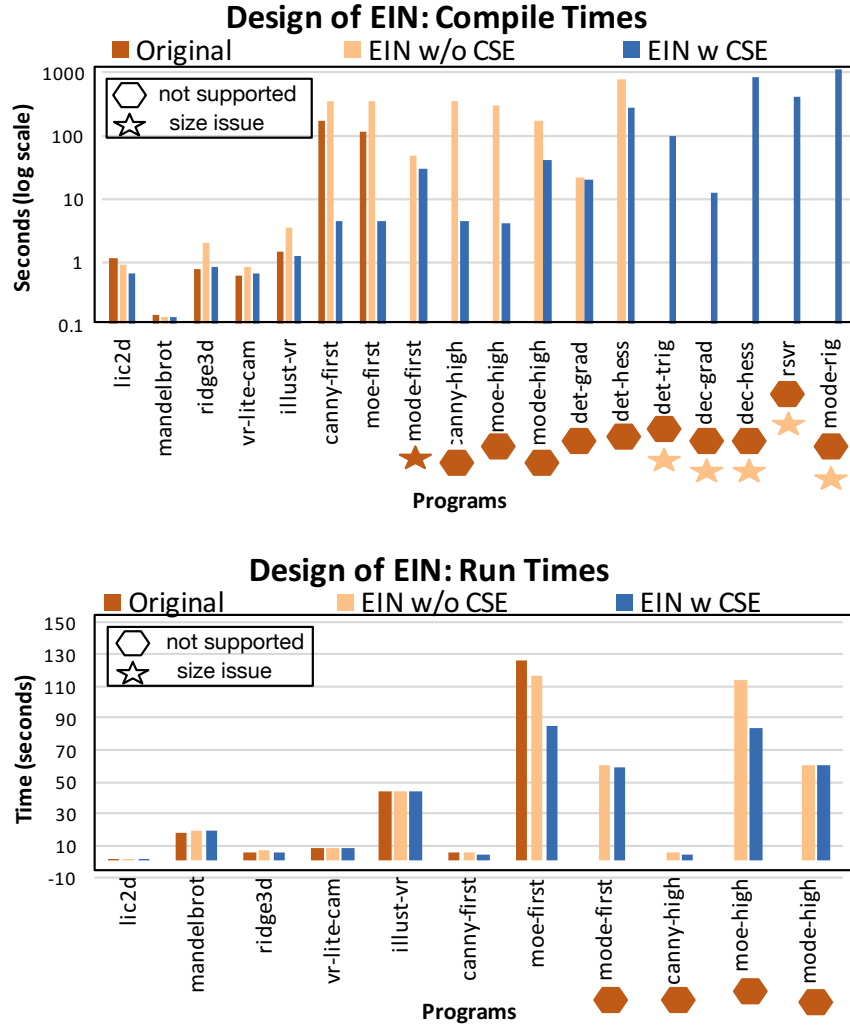 Design of EIN: Compile Times
Original EIN w/o CSE EIN w CSE
not supported
size issue
Seconds (log scale)
1000
100
10
1
0.1
lic2d
mandelbrot
ridge3d
vr-lite-cam
illust-vr
canny-first
moe-first
mode-first
canny-high
moe-high
mode-high
det-grad
det-hess
det-trig
dec-grad
dec-hess
rsvr
mode-rig
Programs
Design of EIN: Run Times
Original EIN w/o CSE EIN w CSE
not supported
size issue
Time (seconds)
150
130
110
90
70
50
30
10
-10
lic2d
mandelbrot
ridge3d
vr-lite-cam
illust-vr
canny-first
moe-first
mode-first
canny-high
moe-high
mode-high
Programs